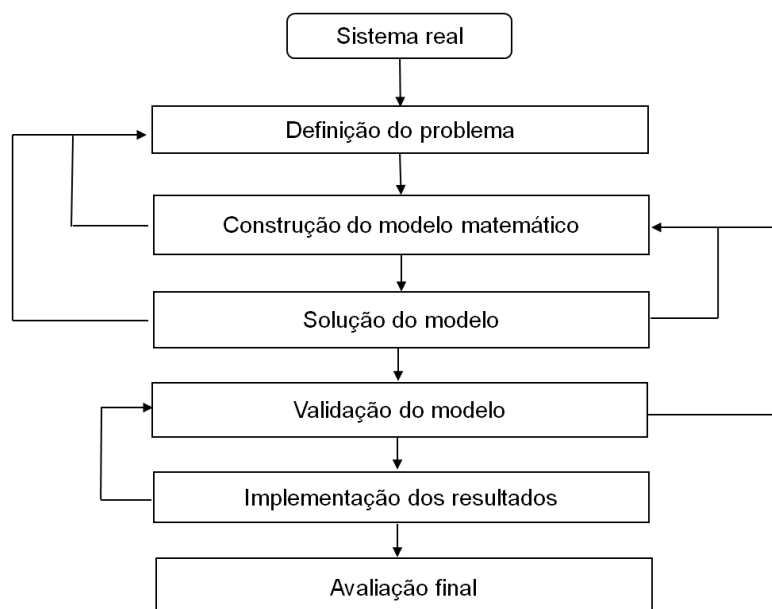 Sistema real
Definição do problema
Construção do modelo matemático
Solução do modelo
Validação do modelo
Implementação dos resultados
Avaliação final